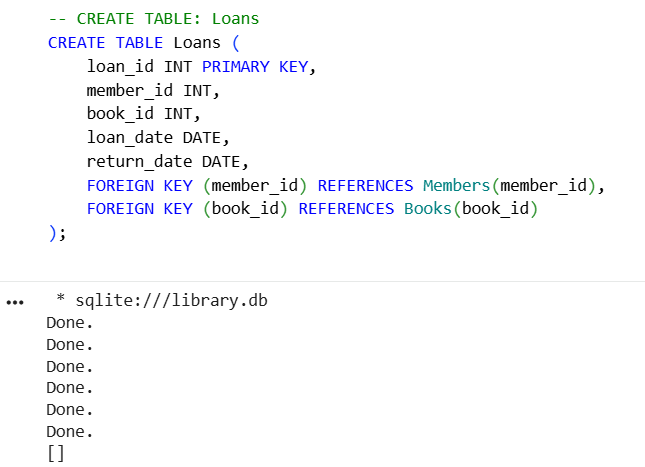 -- CREATE TABLE: Loans
CREATE TABLE Loans (
    loan_id INT PRIMARY KEY,
    member_id INT,
    book_id INT,
    loan_date DATE,
    return_date DATE,
    FOREIGN KEY (member_id) REFERENCES Members(member_id),
    FOREIGN KEY (book_id) REFERENCES Books(book_id)
);
••• * sqlite:///library.db
Done.
Done.
Done.
Done.
Done.
Done.
[]